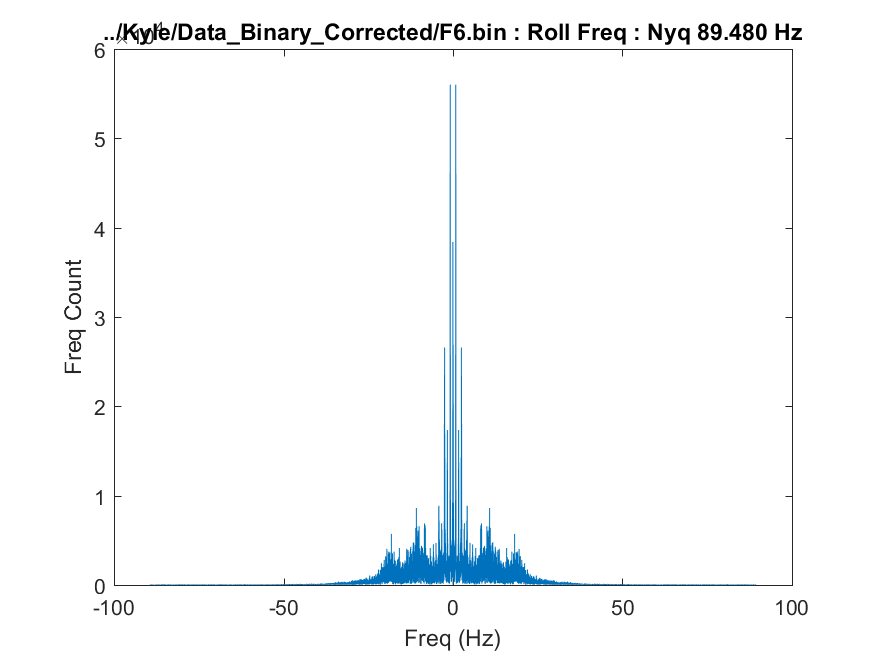 ../Kyle/Data_Binary_Corrected/F6.bin : Roll Freq : Nyq 89.480 Hz
×10⁴
6
5
4
3
2
1
0
Freq Count
-100 -50 0 50 100
Freq (Hz)